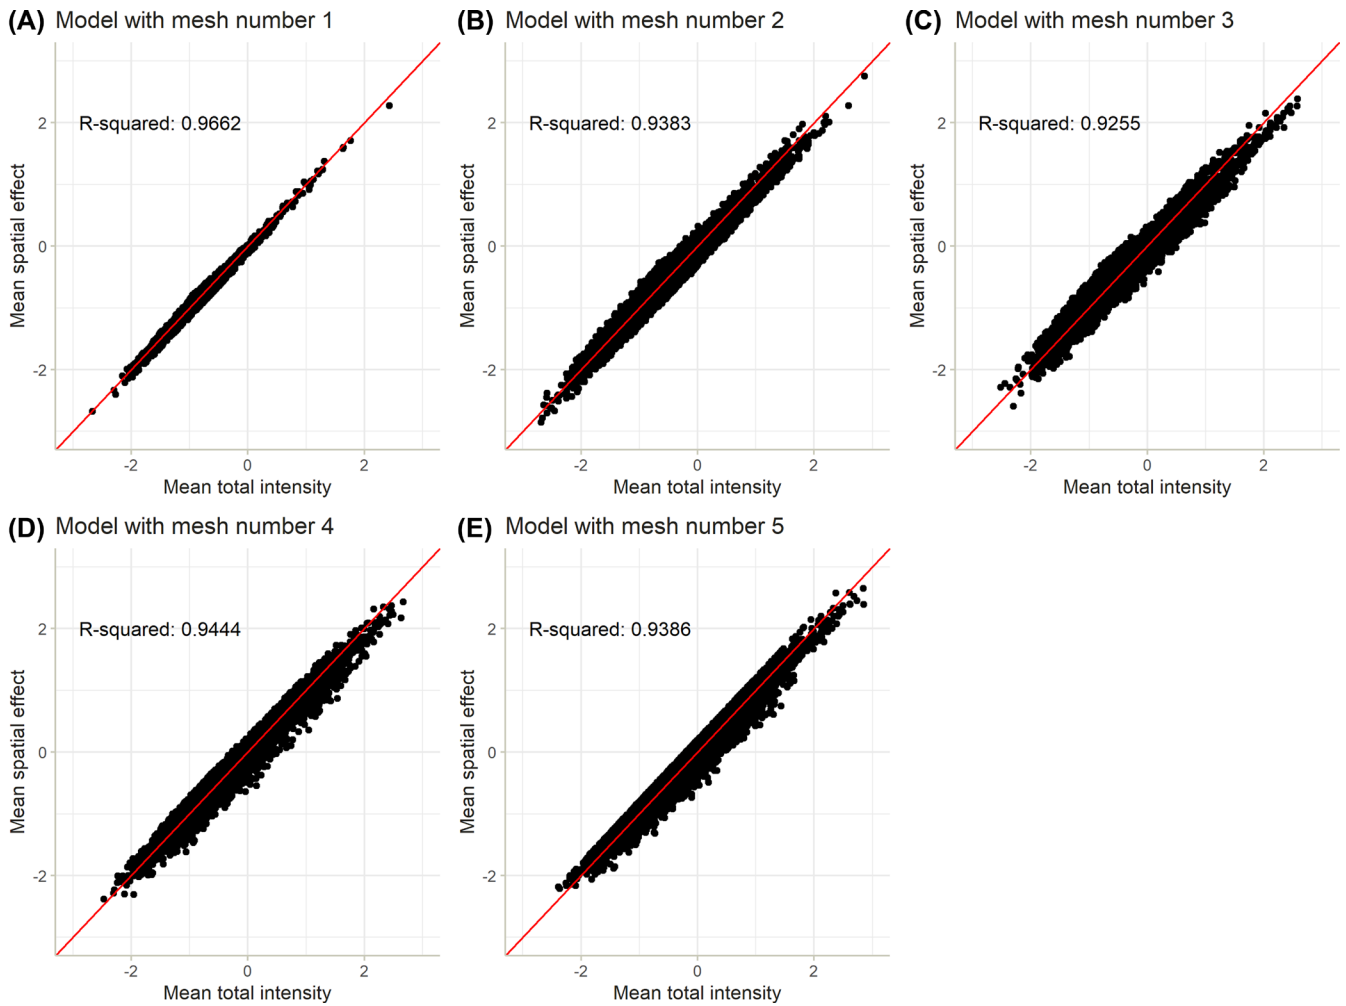 (A) Model with mesh number 1
R-squared: 0.9662
Mean spatial effect
2
0
-2
-2 0 2
Mean total intensity
(B) Model with mesh number 2
R-squared: 0.9383
Mean spatial effect
2
0
-2
-2 0 2
Mean total intensity
(C) Model with mesh number 3
R-squared: 0.9255
Mean spatial effect
2
0
-2
-2 0 2
Mean total intensity
(D) Model with mesh number 4
R-squared: 0.9444
Mean spatial effect
2
0
-2
-2 0 2
Mean total intensity
(E) Model with mesh number 5
R-squared: 0.9386
Mean spatial effect
2
0
-2
-2 0 2
Mean total intensity